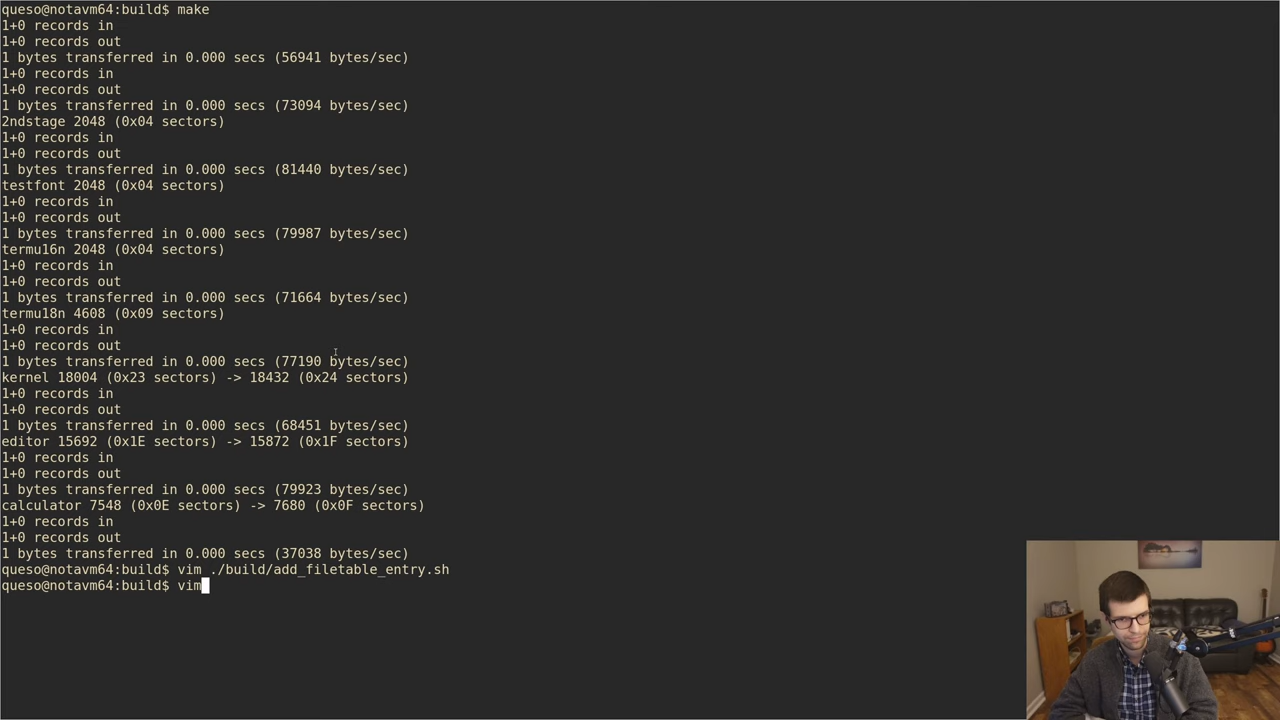 queso@notavm64:build$ make
1+0 records in
1+0 records out
1 bytes transferred in 0.000 secs (56941 bytes/sec)
1+0 records in
1+0 records out
1 bytes transferred in 0.000 secs (73094 bytes/sec)
2ndstage 2048 (0x04 sectors)
1+0 records in
1+0 records out
1 bytes transferred in 0.000 secs (81440 bytes/sec)
testfont 2048 (0x04 sectors)
1+0 records in
1+0 records out
1 bytes transferred in 0.000 secs (79987 bytes/sec)
termu16n 2048 (0x04 sectors)
1+0 records in
1+0 records out
1 bytes transferred in 0.000 secs (71664 bytes/sec)
termu18n 4608 (0x09 sectors)
1+0 records in
1+0 records out
1 bytes transferred in 0.000 secs (77190 bytes/sec)
kernel 18004 (0x23 sectors) -> 18432 (0x24 sectors)
1+0 records in
1+0 records out
1 bytes transferred in 0.000 secs (68451 bytes/sec)
editor 15692 (0x1E sectors) -> 15872 (0x1F sectors)
1+0 records in
1+0 records out
1 bytes transferred in 0.000 secs (79923 bytes/sec)
calculator 7548 (0x0E sectors) -> 7680 (0x0F sectors)
1+0 records in
1+0 records out
1 bytes transferred in 0.000 secs (37038 bytes/sec)
queso@notavm64:build$ vim ./build/add_filetable_entry.sh
queso@notavm64:build$ vim